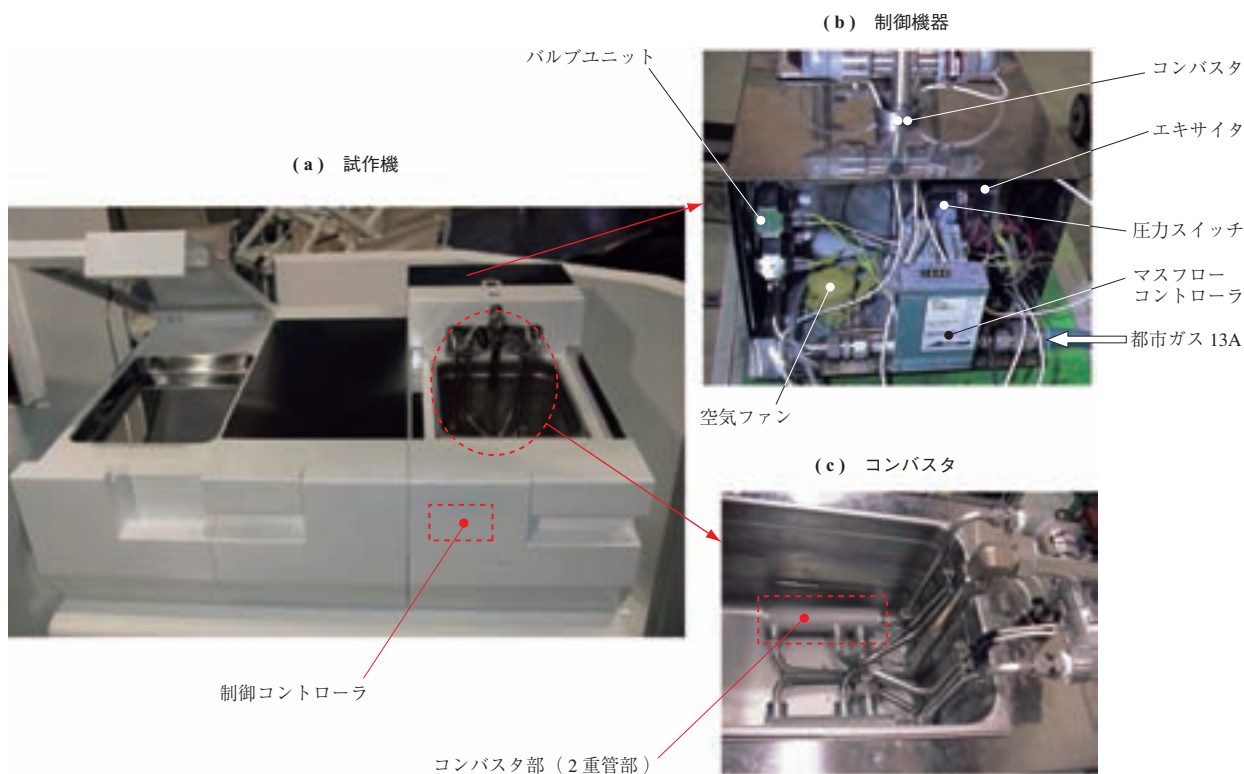 ( b ) 制御機器
バルブユニット
コンバスタ
エキサイタ
( a ) 試作機
圧力スイッチ
マスフロー
コントローラ
都市ガス 13A
空気ファン
( c ) コンバスタ
制御コントローラ
コンバスタ部（ 2 重管部 ）